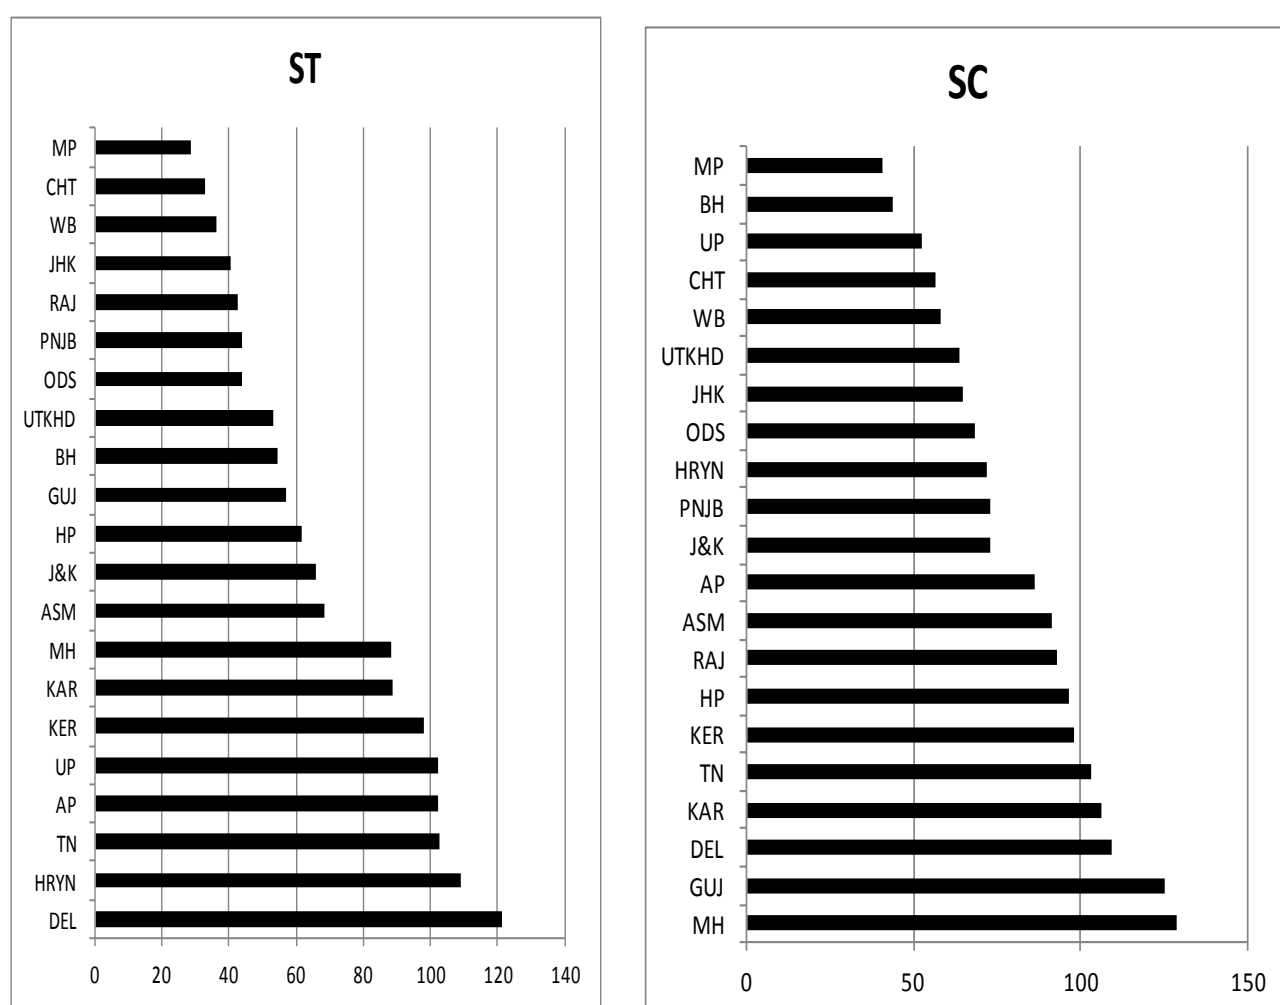 ST
MP
CHT
WB
JHK
RAJ
PNJB
ODS
UTKHD
BH
GUJ
HP
J&K
ASM
MH
KAR
KER
UP
AP
TN
HRYN
DEL
0 20 40 60 80 100 120 140
SC
MP
BH
UP
CHT
WB
UTKHD
JHK
ODS
HRYN
PNJB
J&K
AP
ASM
RAJ
HP
KER
TN
KAR
DEL
GUJ
MH
0 50 100 150